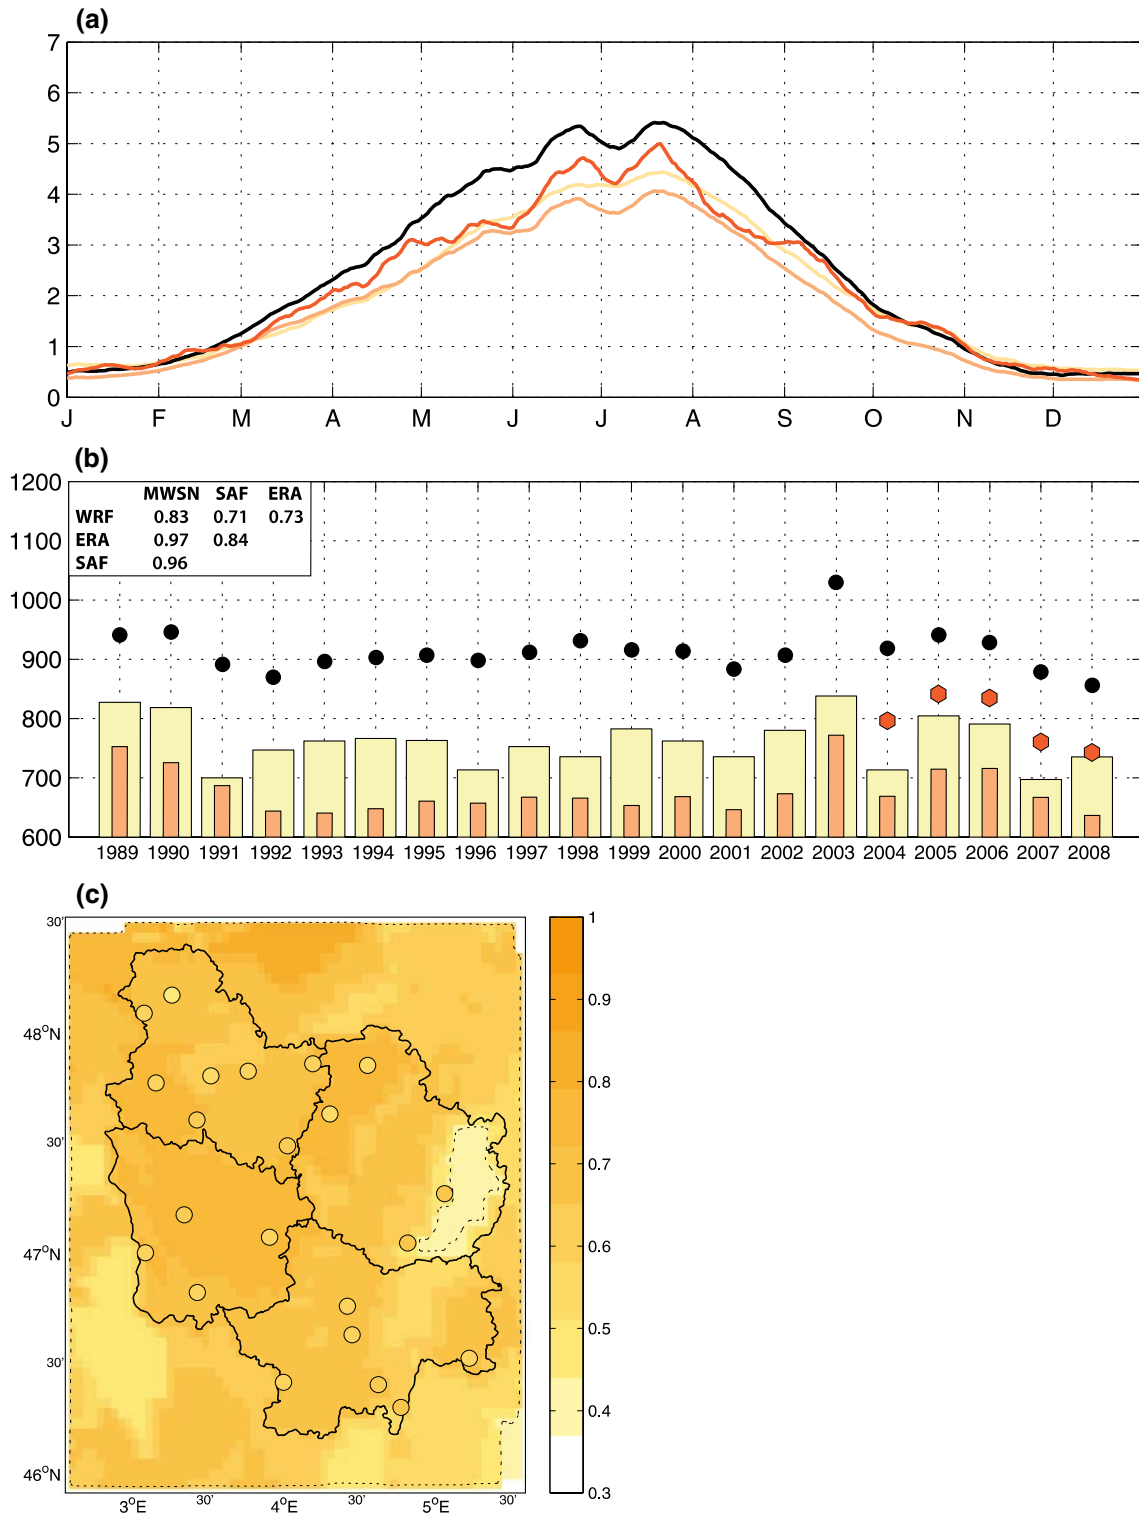 (a)
7
6
5
4
3
2
1
0
J F M A M J J A S O N D
(b)
1200
1100
1000
900
800
700
600
MWSN SAF ERA
WRF 0.83 0.71 0.73
ERA 0.97 0.84
SAF 0.96
1989 1990 1991 1992 1993 1994 1995 1996 1997 1998 1999 2000 2001 2002 2003 2004 2005 2006 2007 2008
(c)
30'
48°N
30'
47°N
30'
46°N
3°E 30' 4°E 30' 5°E 30'
1
0.9
0.8
0.7
0.6
0.5
0.4
0.3